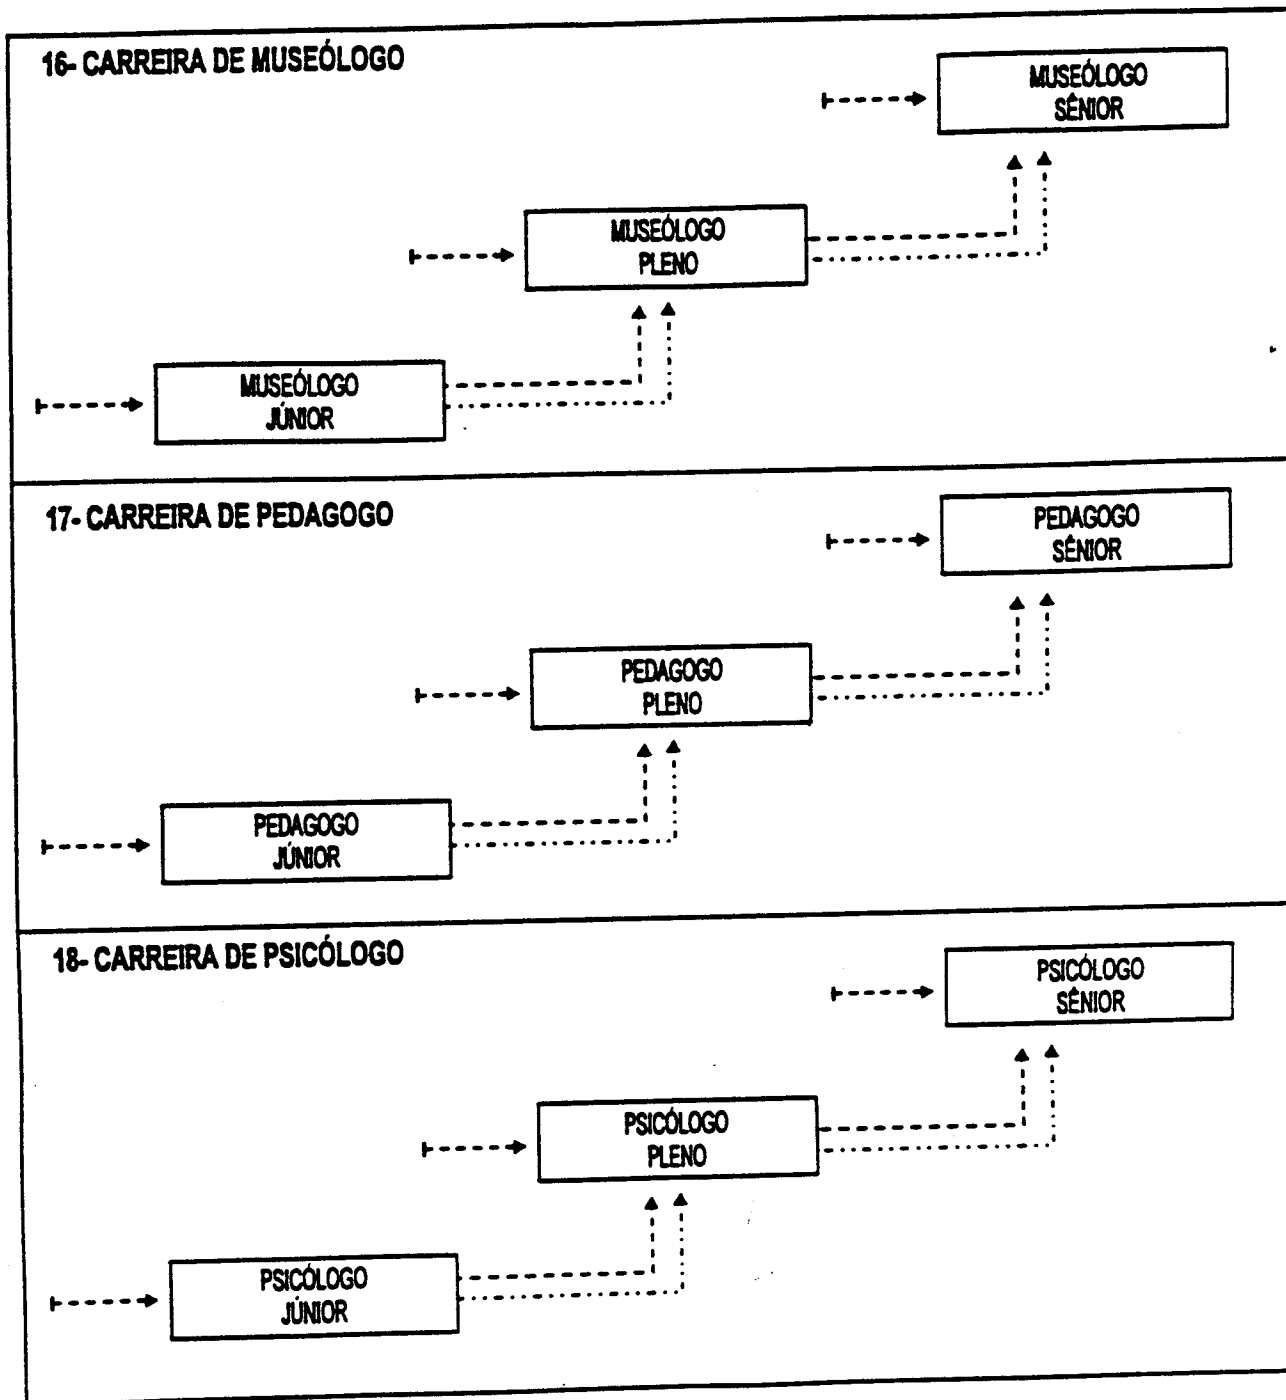 16- CARREIRA DE MUSEÓLOGO
MUSEÓLOGO
SÊNIOR
MUSEÓLOGO
PLENO
MUSEÓLOGO
JÚNIOR
17- CARREIRA DE PEDAGOGO
PEDAGOGO
SÊNIOR
PEDAGOGO
PLENO
PEDAGOGO
JÚNIOR
18- CARREIRA DE PSICÓLOGO
PSICÓLOGO
SÊNIOR
PSICÓLOGO
PLENO
PSICÓLOGO
JÚNIOR